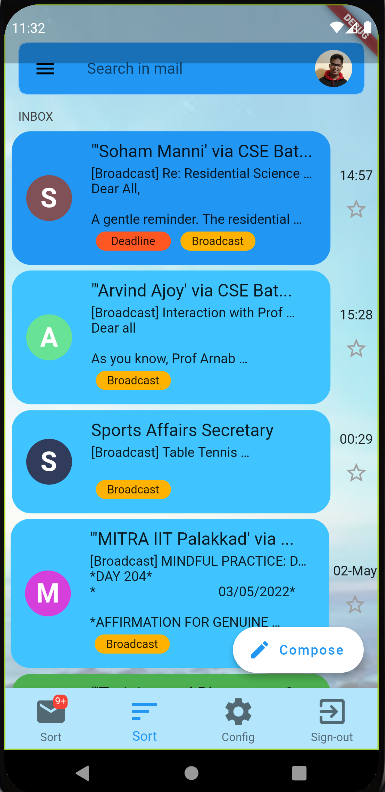 11:32
DEBUG
Search in mail
INBOX
"'Soham Manni' via CSE Bat...
[Broadcast] Re: Residential Science ...
Dear All,
14:57
S
A gentle reminder. The residential ...
Deadline Broadcast
"'Arvind Ajoy' via CSE Bat...
[Broadcast] Interaction with Prof ...
Dear all
15:28
A
As you know, Prof Arnab ...
Broadcast
Sports Affairs Secretary
[Broadcast] Table Tennis ...
00:29
S
Broadcast
"'MITRA IIT Palakkad' via ...
[Broadcast] MINDFUL PRACTICE: D...
*DAY 204*
02-May
M
* 03/05/2022*
*AFFIRMATION FOR GENUINE ...
Broadcast
Compose
9+
Sort Sort Config Sign-out